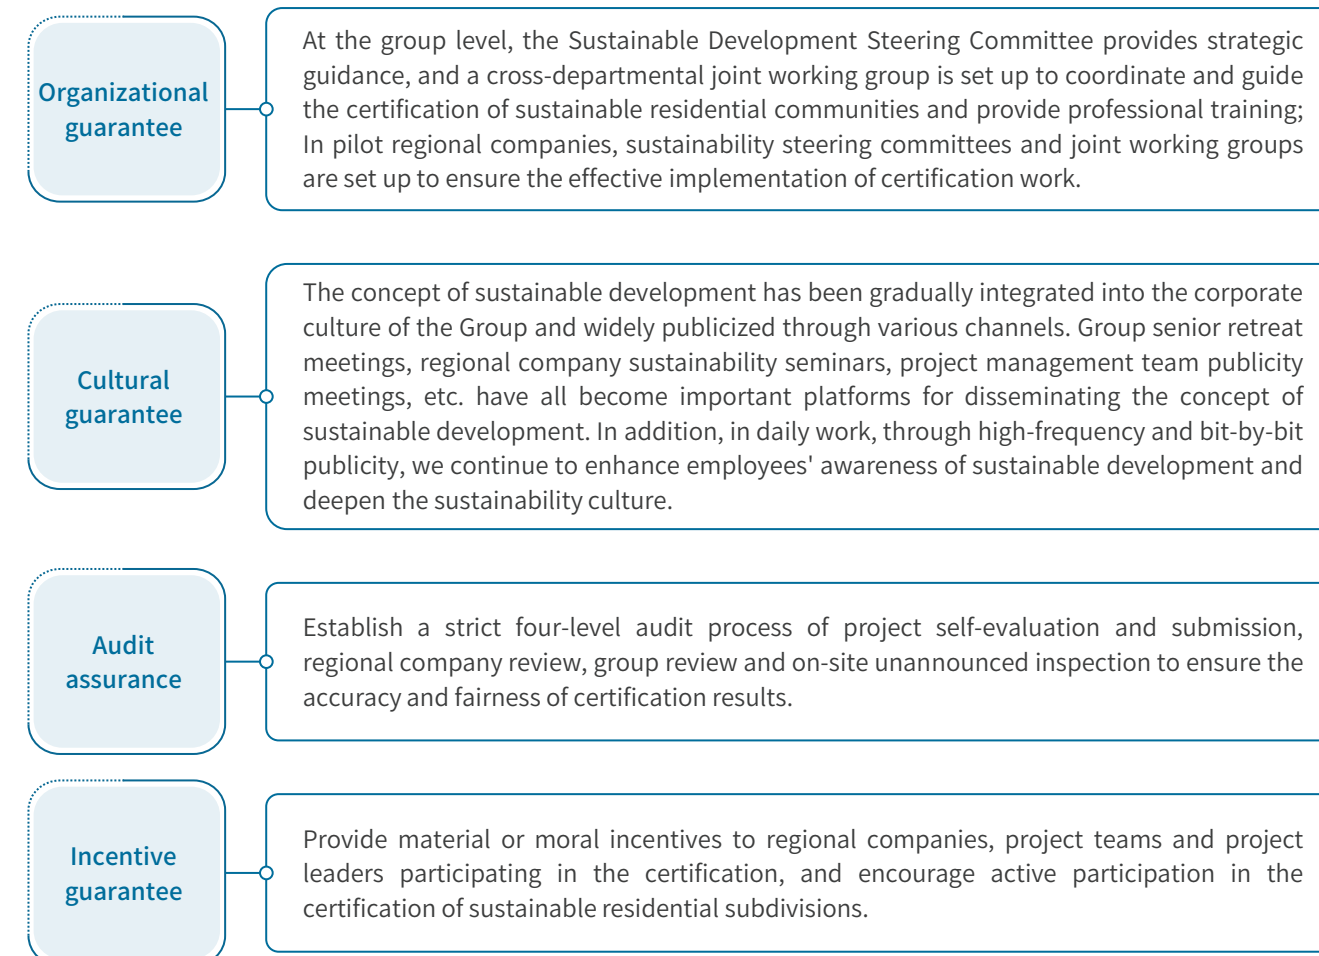 Organizational
guarantee
At the group level, the Sustainable Development Steering Committee provides strategic
guidance, and a cross-departmental joint working group is set up to coordinate and guide
the certification of sustainable residential communities and provide professional training;
In pilot regional companies, sustainability steering committees and joint working groups
are set up to ensure the effective implementation of certification work.
Cultural
guarantee
The concept of sustainable development has been gradually integrated into the corporate
culture of the Group and widely publicized through various channels. Group senior retreat
meetings, regional company sustainability seminars, project management team publicity
meetings, etc. have all become important platforms for disseminating the concept of
sustainable development. In addition, in daily work, through high-frequency and bit-by-bit
publicity, we continue to enhance employees' awareness of sustainable development and
deepen the sustainability culture.
Audit
assurance
Establish a strict four-level audit process of project self-evaluation and submission,
regional company review, group review and on-site unannounced inspection to ensure the
accuracy and fairness of certification results.
Incentive
guarantee
Provide material or moral incentives to regional companies, project teams and project
leaders participating in the certification, and encourage active participation in the
certification of sustainable residential subdivisions.